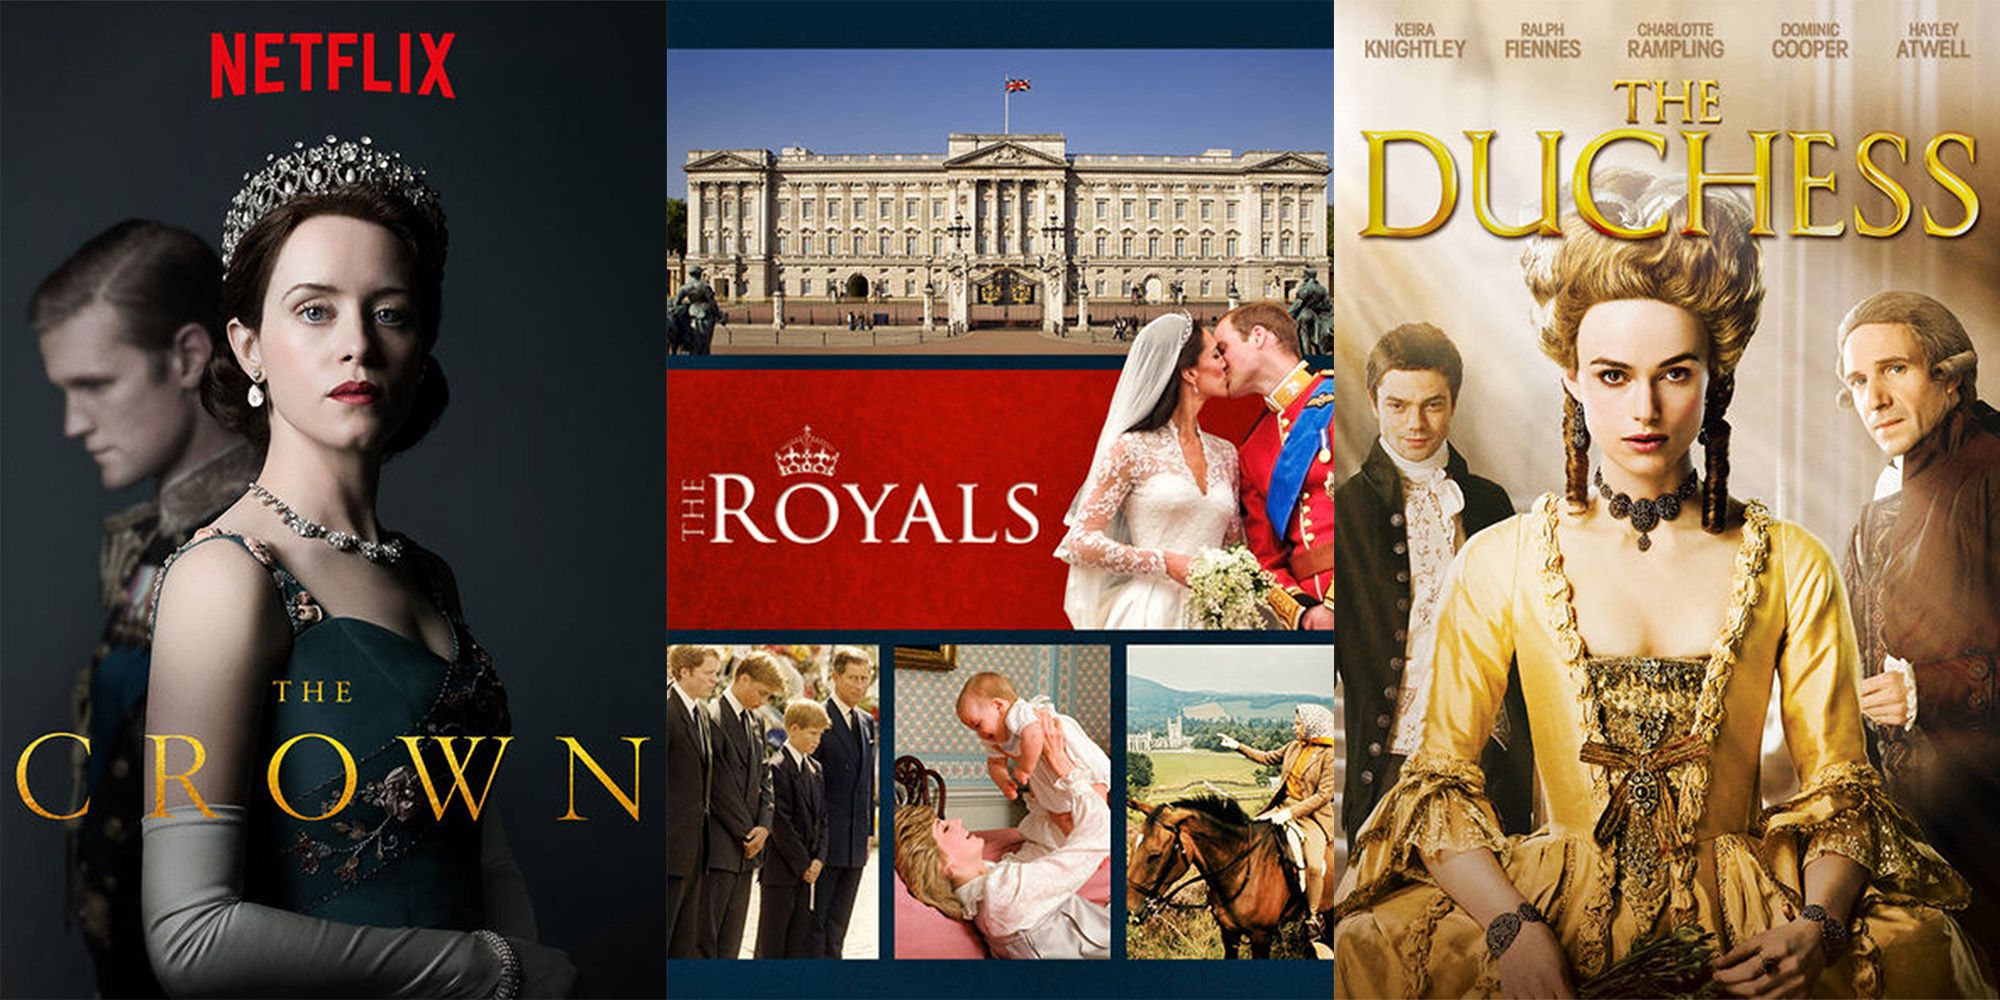 NETFLIX
THE
CROWN
THE ROYALS
KEIRA KNIGHTLEY
RALPH FIENNES
CHARLOTTE RAMPLING
DOMINIC COOPER
HAYLEY ATWELL
THE
DUCHESS